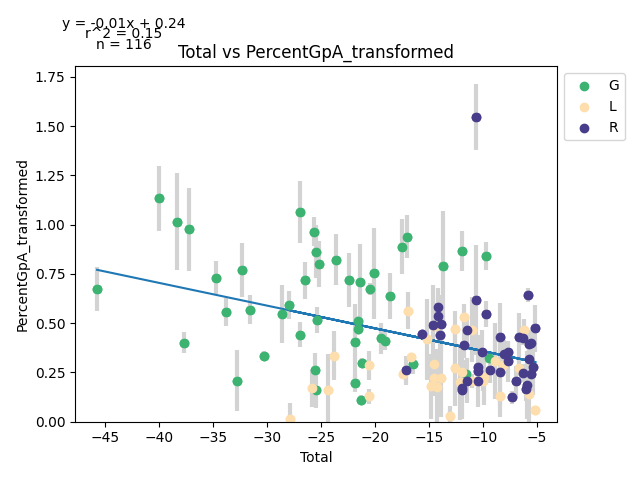 y = -0.01x + 0.24
r^2 = 0.15
n = 116
Total vs PercentGpA_transformed
G
L
R
PercentGpA_transformed
1.75
1.50
1.25
1.00
0.75
0.50
0.25
0.00
−45 −40 −35 −30 −25 −20 −15 −10 −5
Total